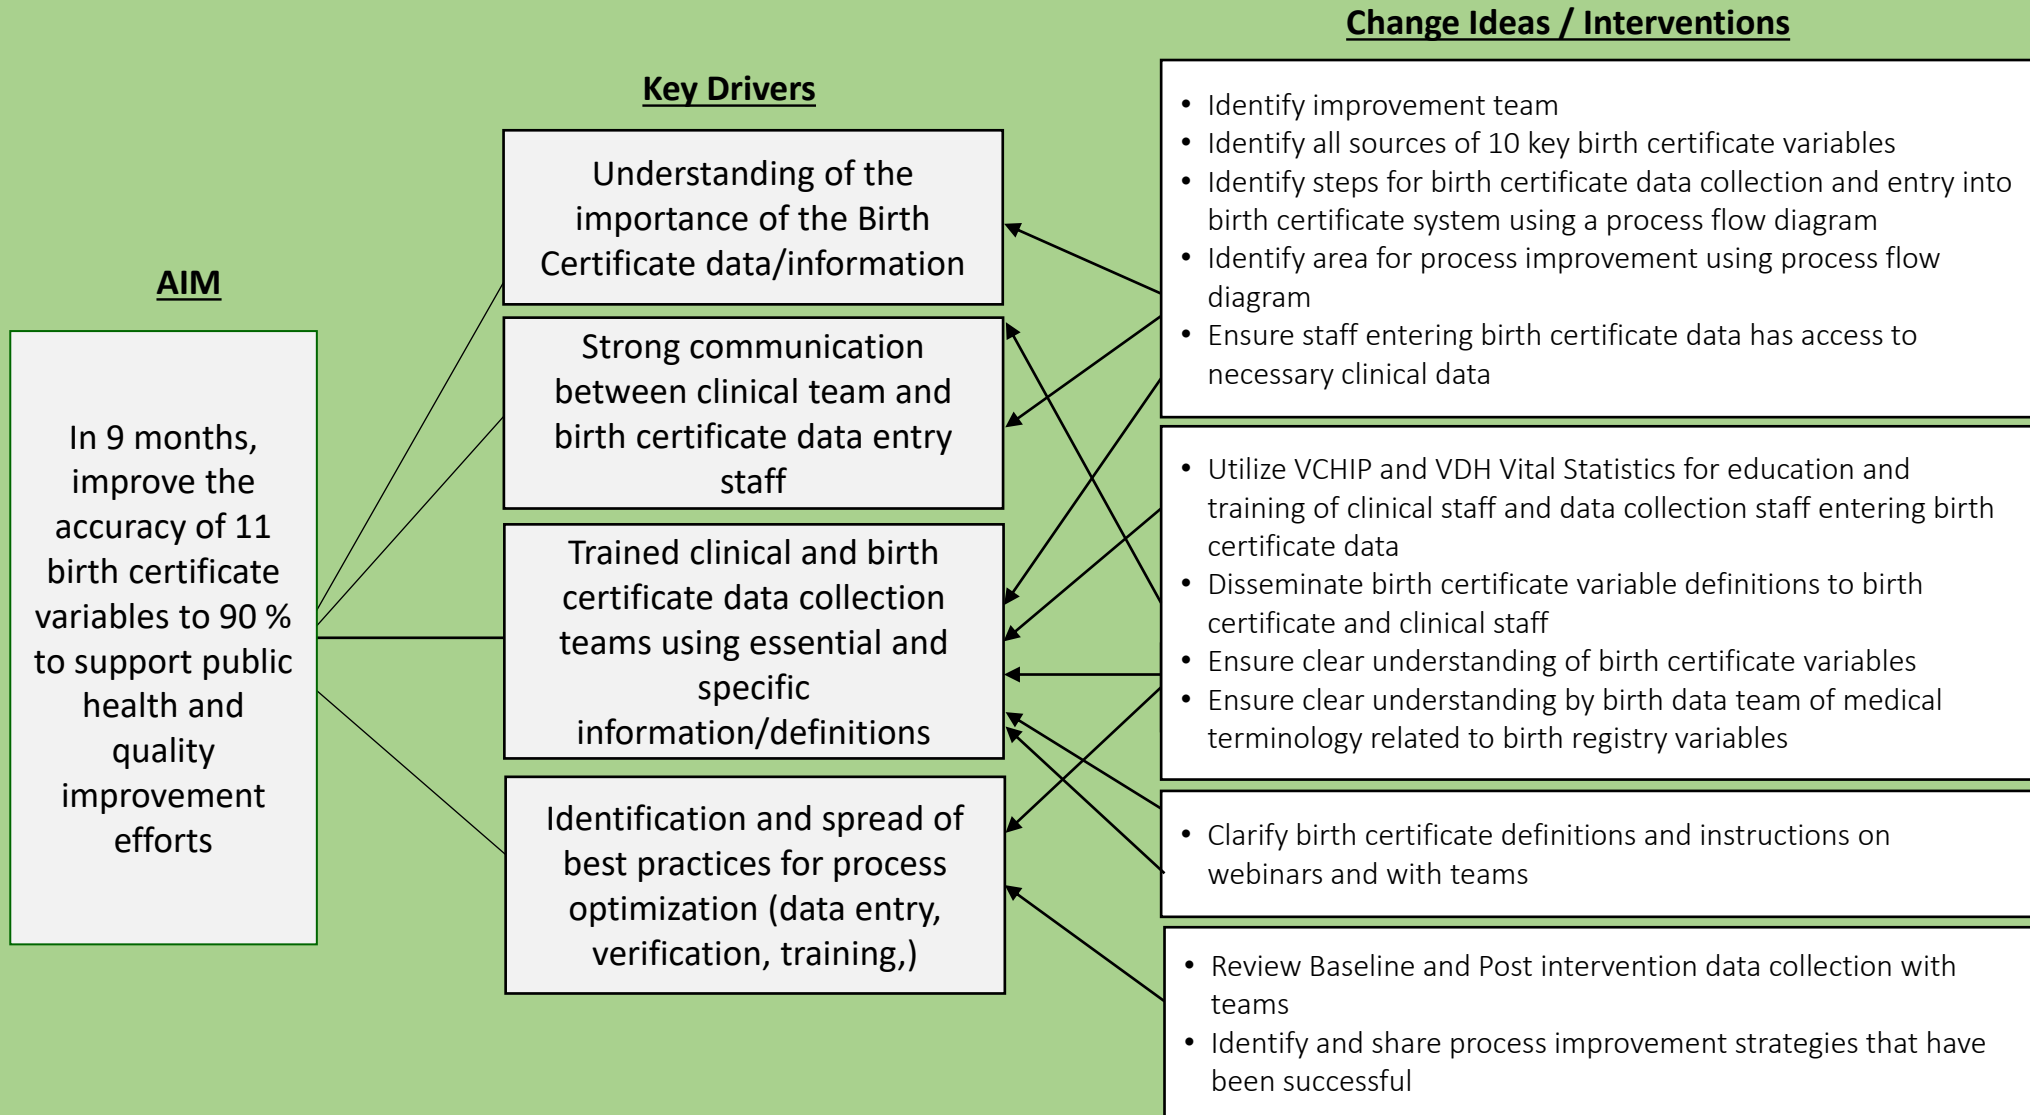 AIM
In 9 months,
improve the
accuracy of 11
birth certificate
variables to 90 %
to support public
health and
quality
improvement
efforts
Key Drivers
Understanding of the
importance of the Birth
Certificate data/information
Strong communication
between clinical team and
birth certificate data entry
staff
Trained clinical and birth
certificate data collection
teams using essential and
specific
information/definitions
Identification and spread of
best practices for process
optimization (data entry,
verification, training,)
Change Ideas / Interventions
• Identify improvement team
• Identify all sources of 10 key birth certificate variables
• Identify steps for birth certificate data collection and entry into
birth certificate system using a process flow diagram
• Identify area for process improvement using process flow
diagram
• Ensure staff entering birth certificate data has access to
necessary clinical data
• Utilize VCHIP and VDH Vital Statistics for education and
training of clinical staff and data collection staff entering birth
certificate data
• Disseminate birth certificate variable definitions to birth
certificate and clinical staff
• Ensure clear understanding of birth certificate variables
• Ensure clear understanding by birth data team of medical
terminology related to birth registry variables
• Clarify birth certificate definitions and instructions on
webinars and with teams
• Review Baseline and Post intervention data collection with
teams
• Identify and share process improvement strategies that have
been successful